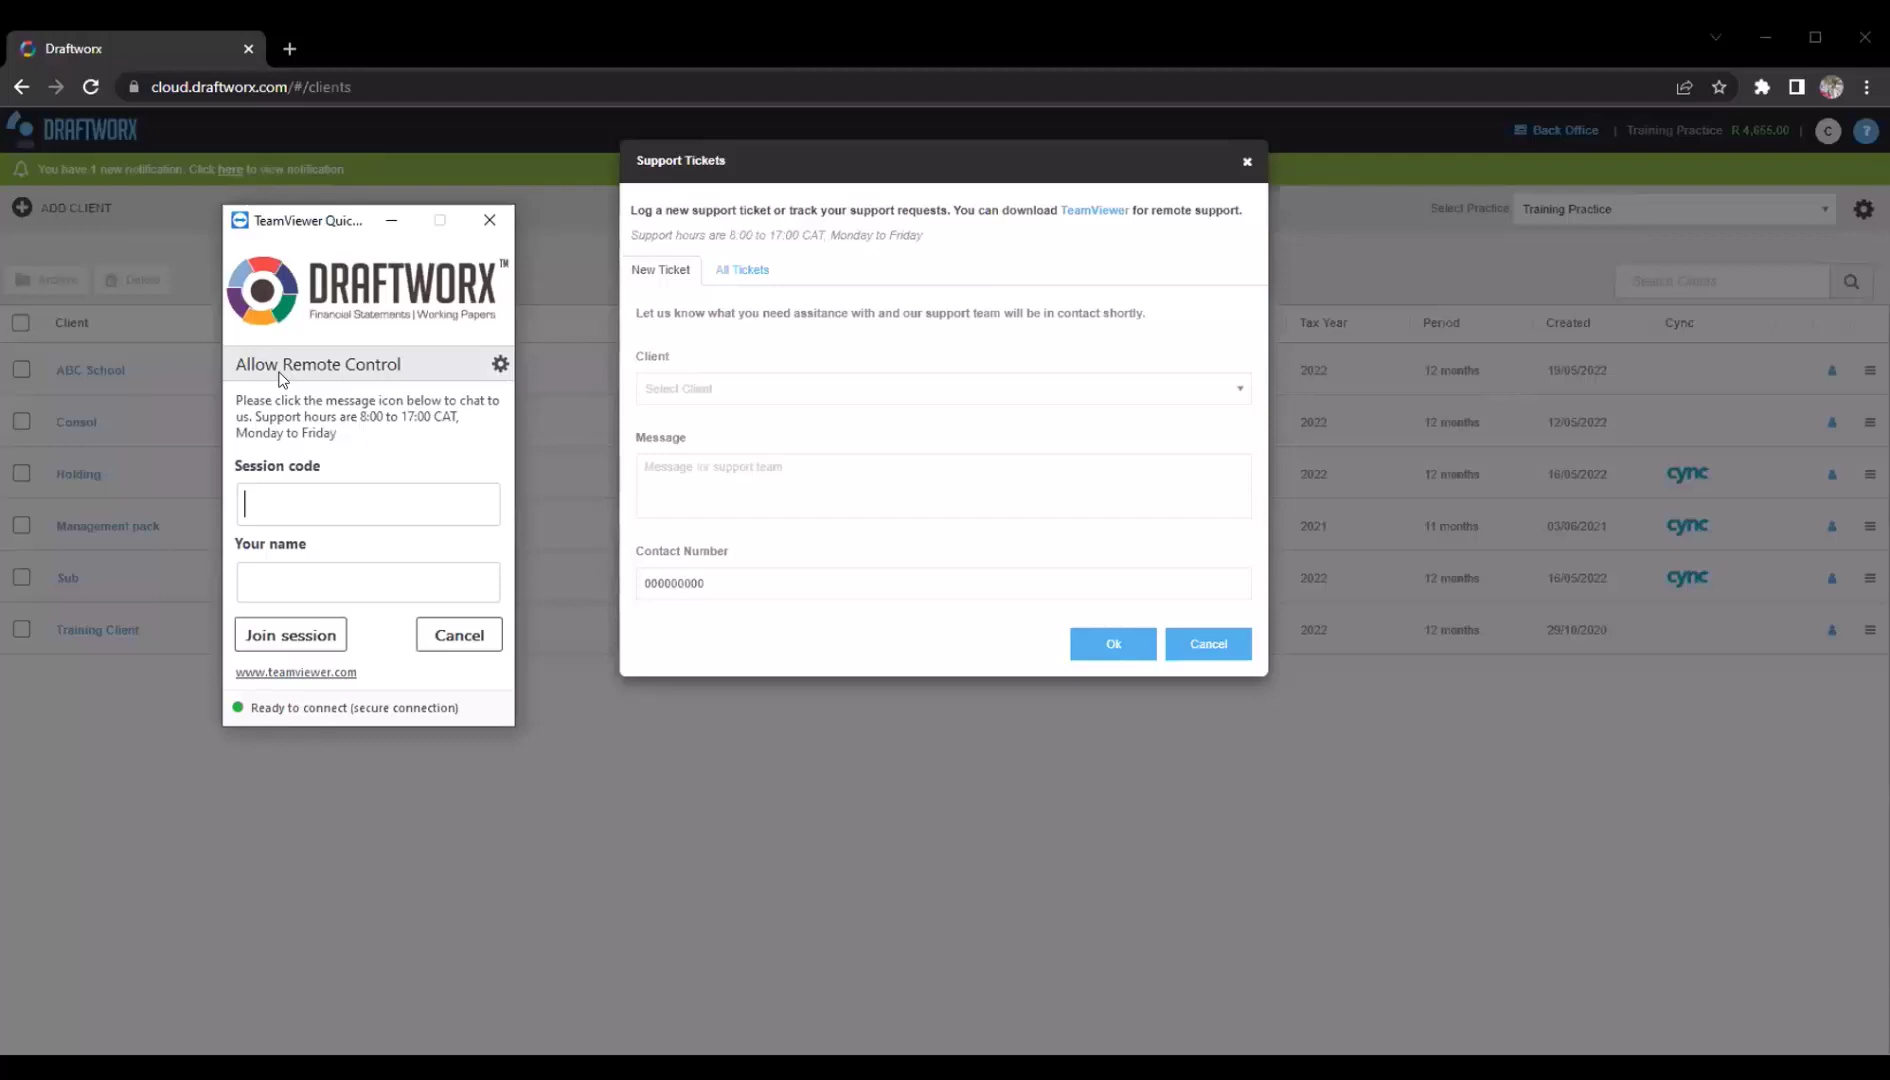 Draftworx
cloud.draftworx.com/#/clients
DRAFTWORX
Back Office | Training Practice R 4,655.00 | C ?
You have 1 new notification. Click here to view notification
ADD CLIENT
Select Practice Training Practice
Archive Delete
Search Clients
Client Tax Year Period Created Cync
ABC School 2022 12 months 19/05/2022
Consol 2022 12 months 12/05/2022
Holding 2022 12 months 16/05/2022 cync
Management pack 2021 11 months 03/06/2021 cync
Sub 2022 12 months 16/05/2022 cync
Training Client 2022 12 months 29/10/2020
TeamViewer Quic...
DRAFTWORX™
Financial Statements | Working Papers
Allow Remote Control
Please click the message icon below to chat to
us. Support hours are 8:00 to 17:00 CAT,
Monday to Friday
Session code
Your name
Join session Cancel
www.teamviewer.com
Ready to connect (secure connection)
Support Tickets
Log a new support ticket or track your support requests. You can download TeamViewer for remote support.
Support hours are 8:00 to 17:00 CAT, Monday to Friday
New Ticket All Tickets
Let us know what you need assitance with and our support team will be in contact shortly.
Client
Select Client
Message
Message for support team
Contact Number
000000000
Ok Cancel